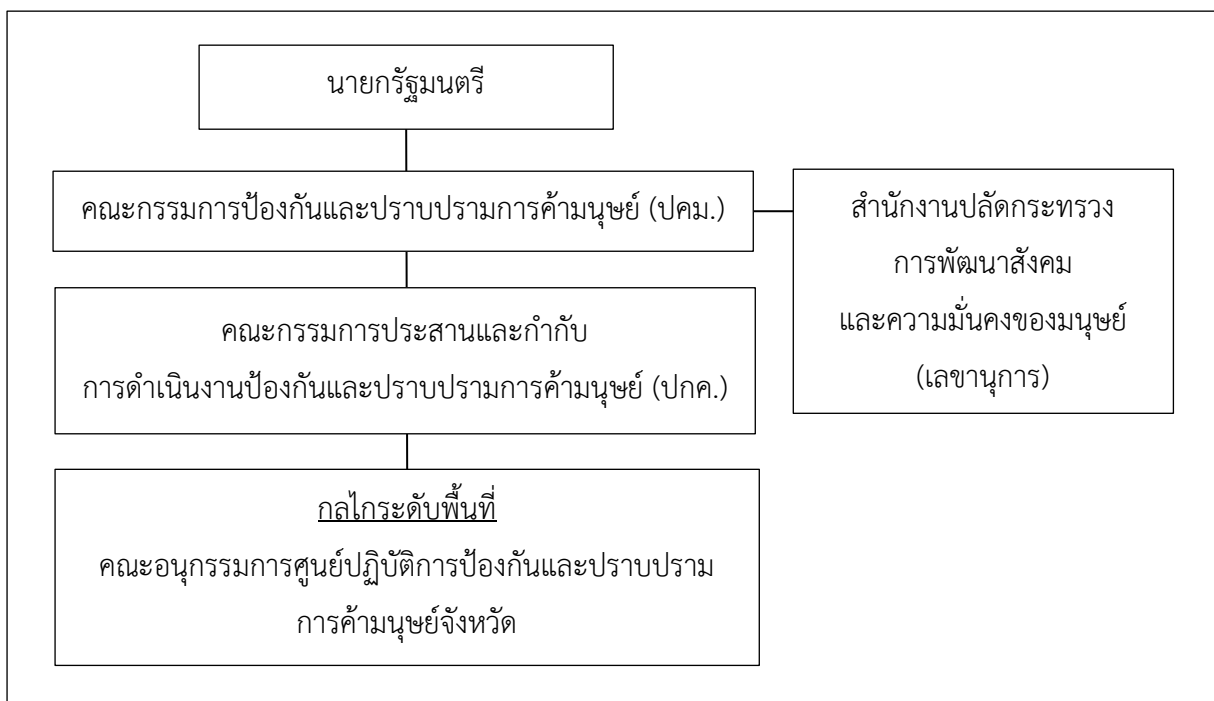 นายกรัฐมนตรี
คณะกรรมการป้องกันและปราบปรามการค้ามนุษย์ (ปคม.)
สำนักงานปลัดกระทรวง
การพัฒนาสังคม
และความมั่นคงของมนุษย์
(เลขานุการ)
คณะกรรมการประสานและกำกับ
การดำเนินงานป้องกันและปราบปรามการค้ามนุษย์ (ปกค.)
กลไกระดับพื้นที่
คณะอนุกรรมการศูนย์ปฏิบัติการป้องกันและปราบปราม
การค้ามนุษย์จังหวัด